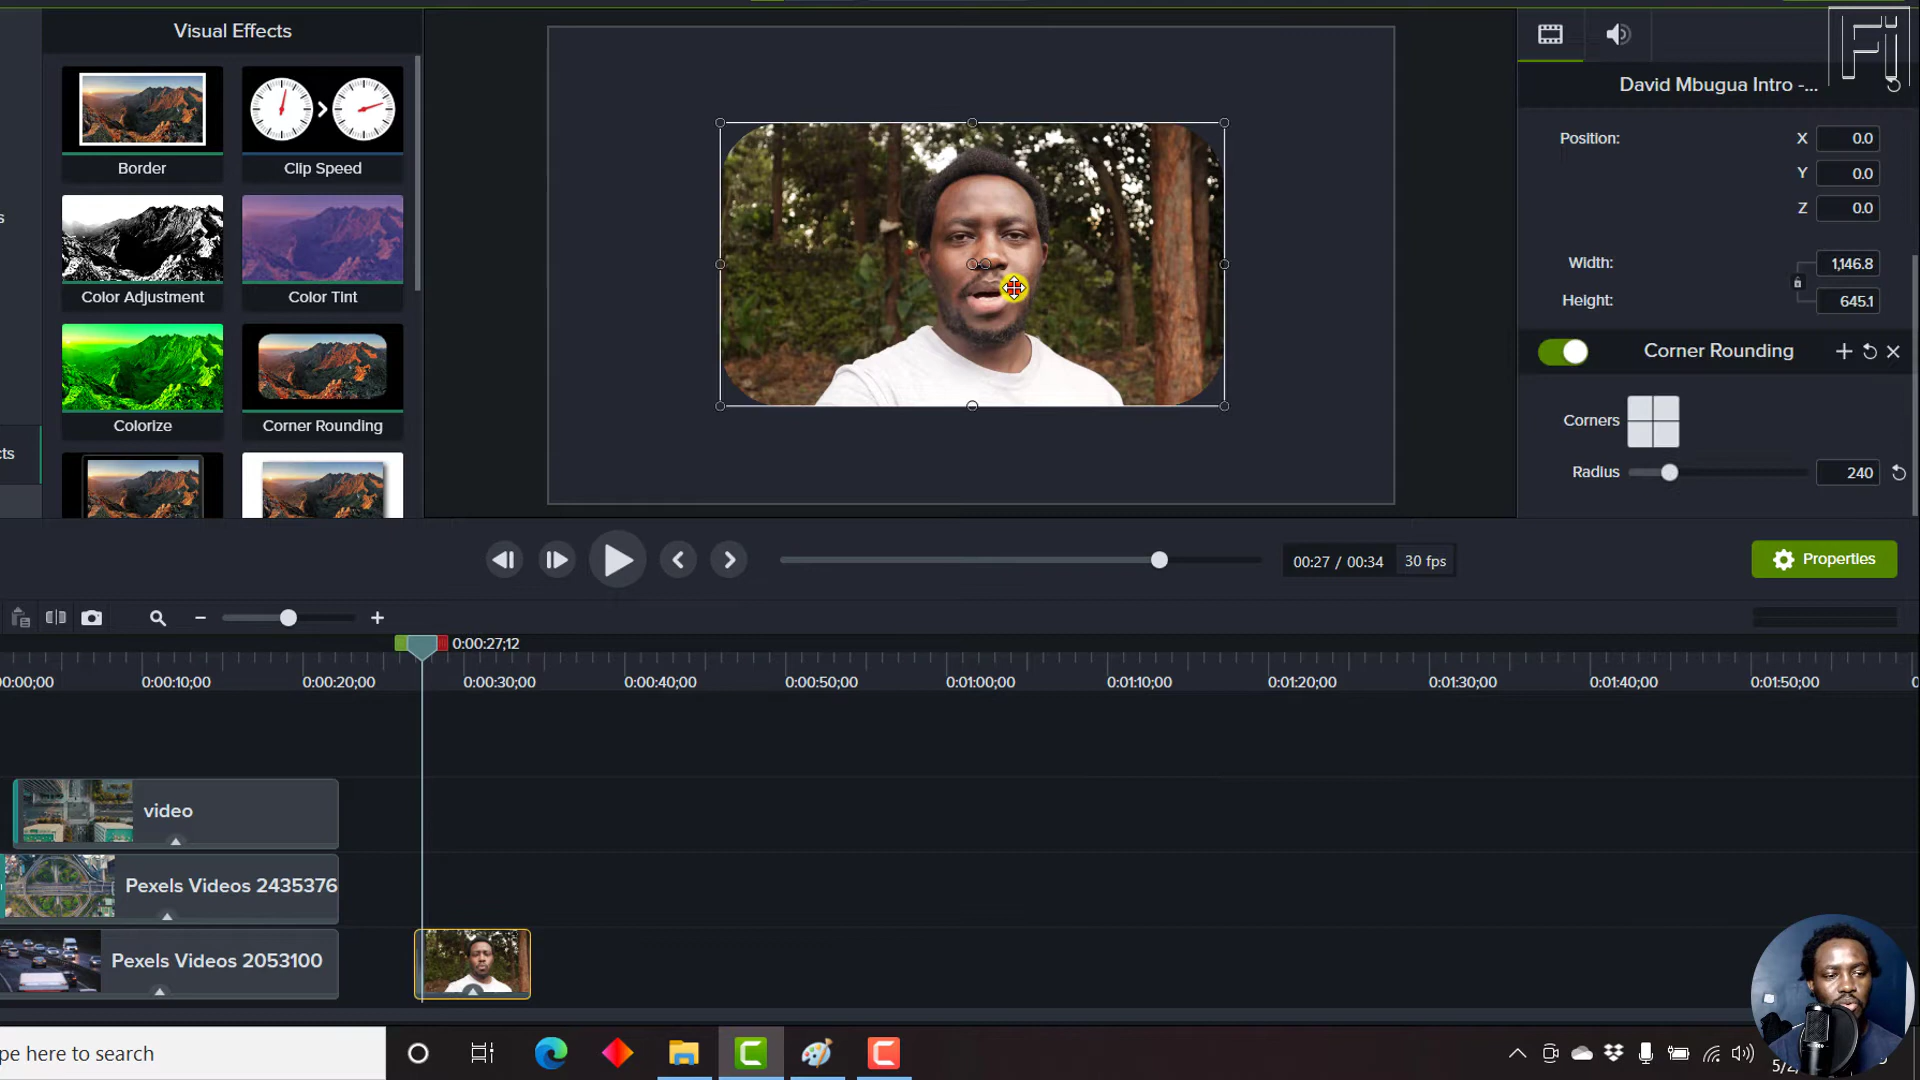 Visual Effects
Border
Clip Speed
Color Adjustment
Color Tint
Colorize
Corner Rounding
s
cts
Fi
David Mbugua Intro -...
Position:
X 0.0
Y 0.0
Z 0.0
Width: 1,146.8
Height: 645.1
Corner Rounding
Corners
Radius 240
00:27 / 00:34 30 fps
Properties
0:00:27;12
00:00;00 0:00:10;00 0:00:20;00 0:00:30;00 0:00:40;00 0:00:50;00 0:01:00;00 0:01:10;00 0:01:20;00 0:01:30;00 0:01:40;00 0:01:50;00
video
Pexels Videos 2435376
Pexels Videos 2053100
pe here to search
5/2